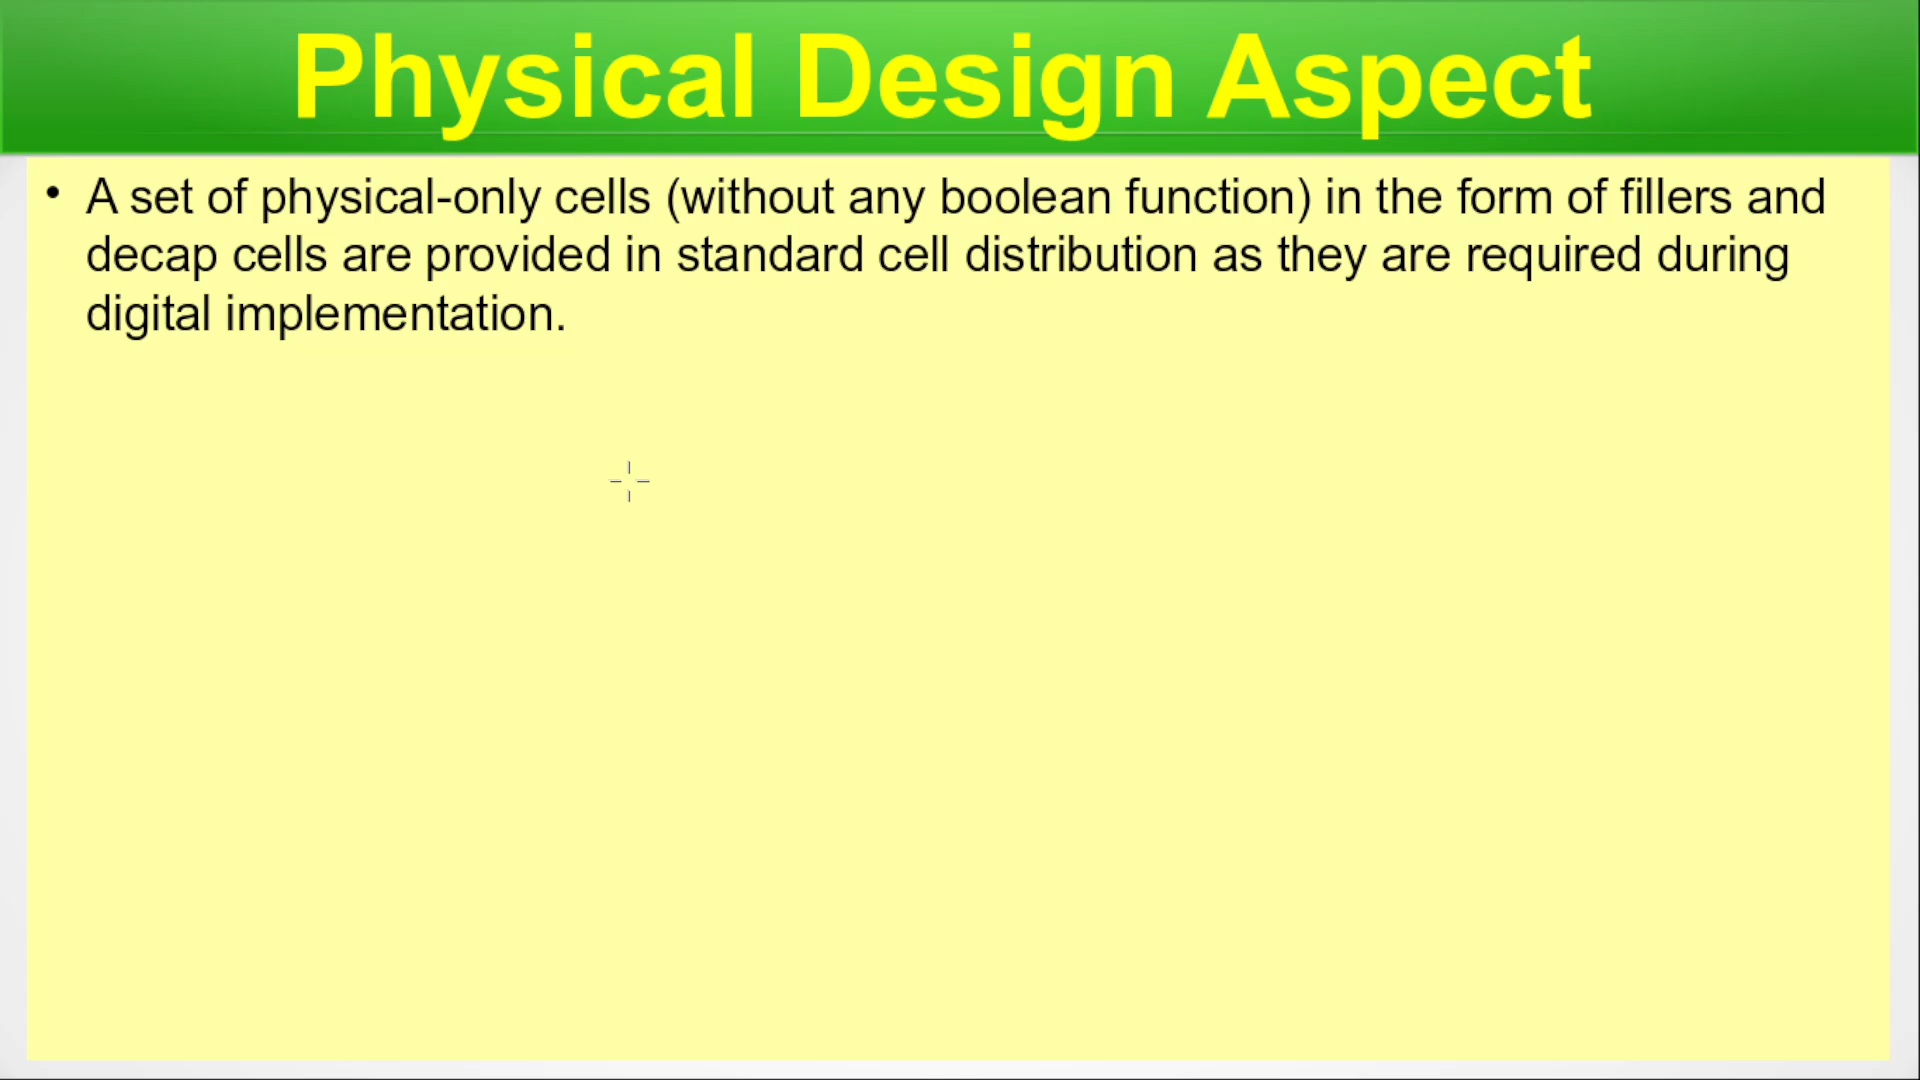 Physical Design Aspect
• A set of physical-only cells (without any boolean function) in the form of fillers and
decap cells are provided in standard cell distribution as they are required during
digital implementation.